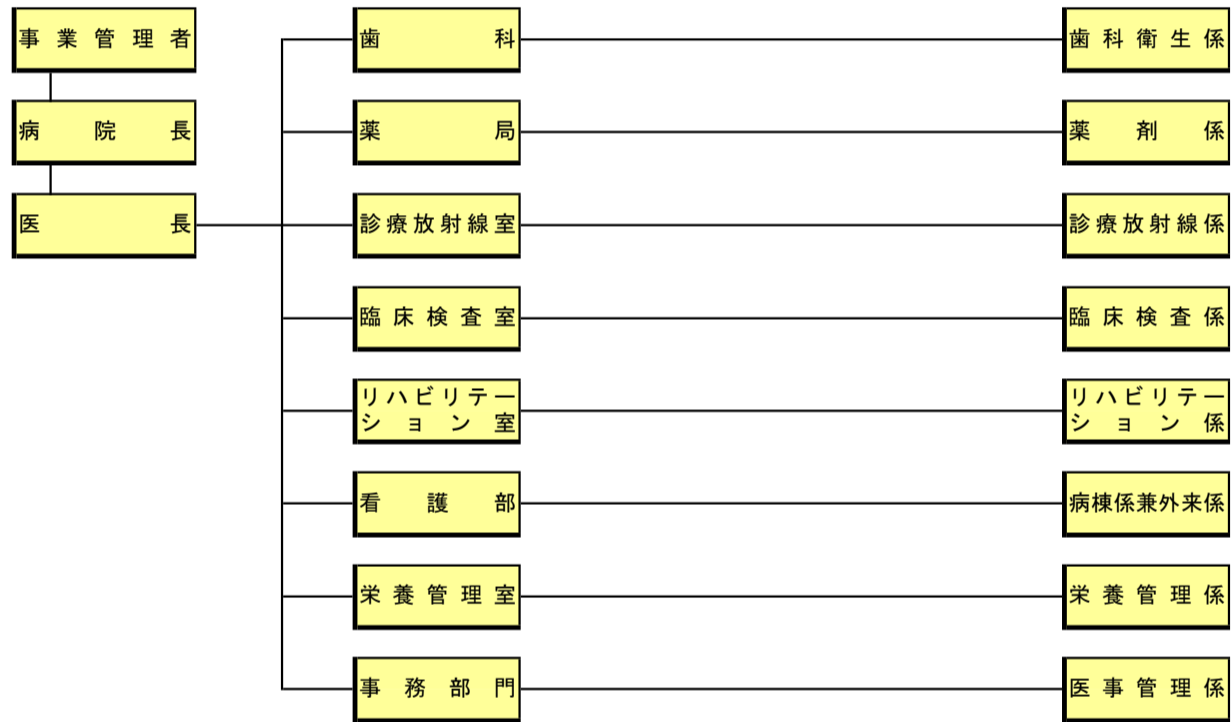 事業管理者
歯科
歯科衛生係
病院長
薬局
薬剤係
医長
診療放射線室
診療放射線係
臨床検査室
臨床検査係
リハビリテー
ション室
リハビリテー
ション係
看護部
病棟係兼外来係
栄養管理室
栄養管理係
事務部門
医事管理係